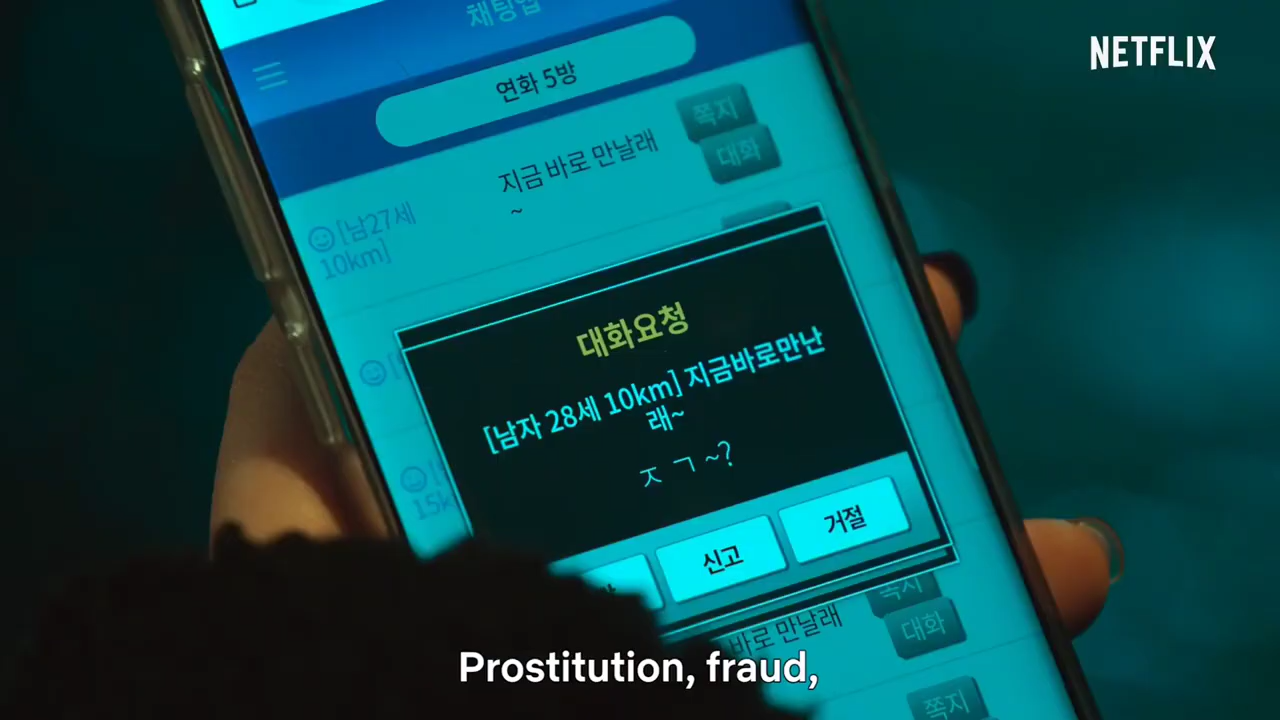 NETFLIX
채팅앱
연화 5방
쪽지
지금 바로 만날래
~
대화
[남27세
10km]
대화요청
[남자 28세 10km] 지금바로만난
래~
ㅈ ㄱ ~?
신고
거절
쪽지
바로 만날래
대화
쪽지
Prostitution, fraud,